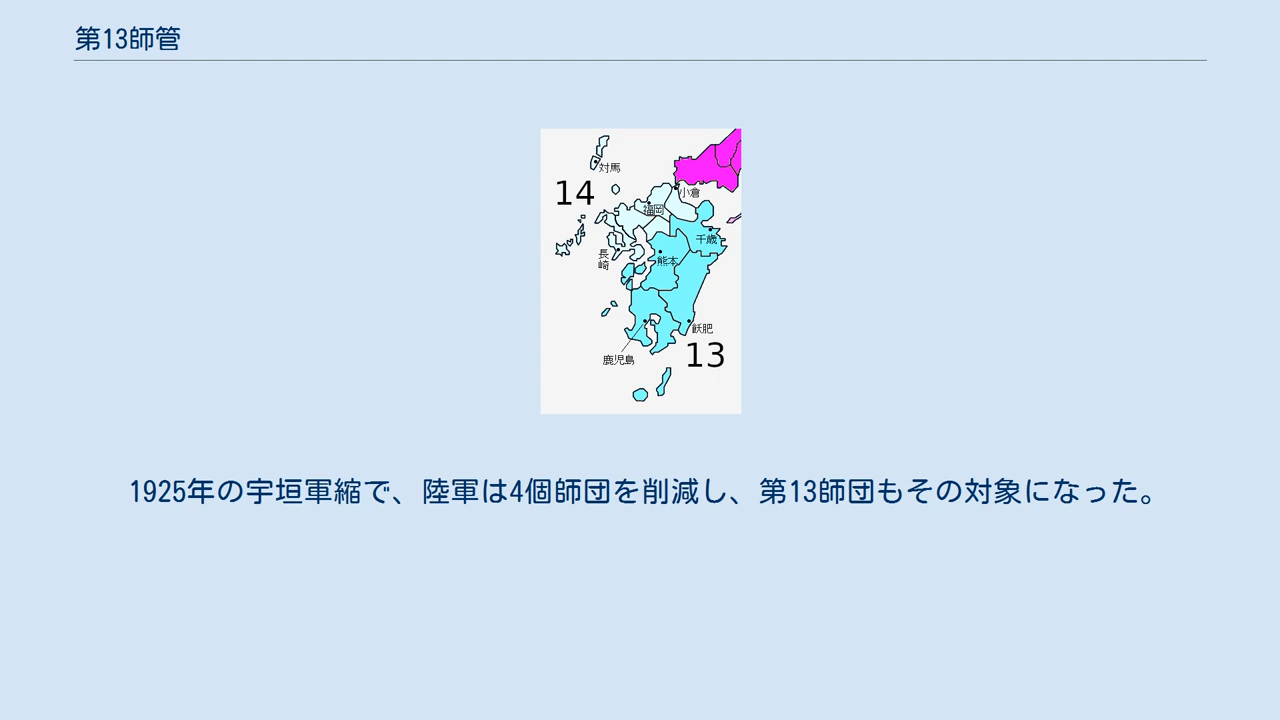 第13師管
対馬
14
小倉
福岡
千歳
長崎
熊本
飫肥
13
鹿児島
1925年の宇垣軍縮で、陸軍は4個師団を削減し、第13師団もその対象になった。